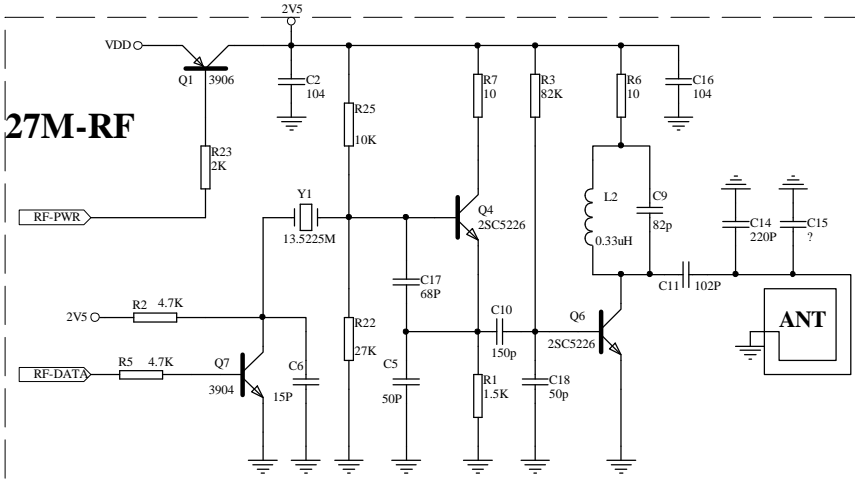 2V5
VDD
Q1
3906
C2
104
R7
10
R3
82K
R6
10
C16
104
27M-RF
R25
10K
R23
2K
Y1
13.5225M
RF-PWR
Q4
2SC5226
L2
0.33uH
C9
82p
C14
220P
C15
?
C17
68P
C11
102P
2V5
R2
4.7K
R22
27K
C10
150p
Q6
2SC5226
ANT
RF-DATA
R5
4.7K
Q7
3904
C6
15P
C5
50P
R1
1.5K
C18
50p